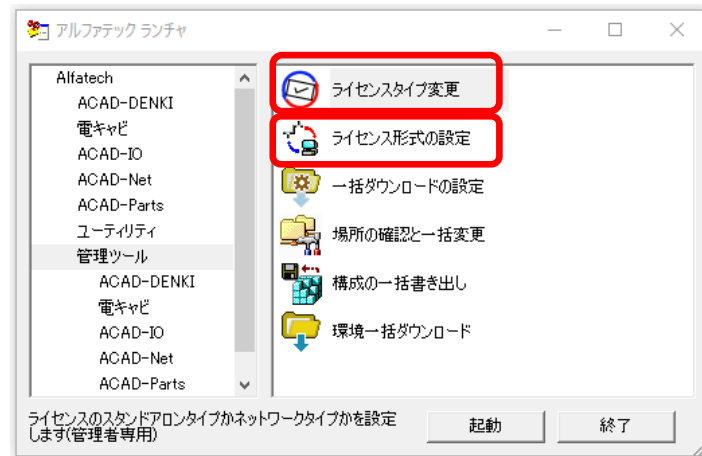 アルファテック ランチャ
Alfatech
ACAD-DENKI
電キャビ
ACAD-IO
ACAD-Net
ACAD-Parts
ユーティリティ
管理ツール
ACAD-DENKI
電キャビ
ACAD-IO
ACAD-Net
ACAD-Parts
ライセンスタイプ変更
ライセンス形式の設定
一括ダウンロードの設定
場所の確認と一括変更
構成の一括書き出し
環境一括ダウンロード
ライセンスのスタンドアロンタイプかネットワークタイプかを設定
します(管理者専用)
起動
終了